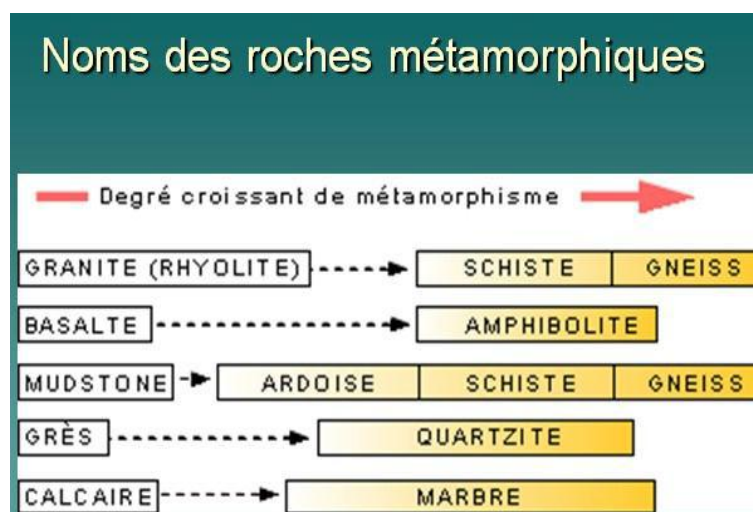 Noms des roches métamorphiques
Degré croissant de métamorphisme
GRANITE (RHYOLITE) SCHISTE GNEISS
BASALTE AMPHIBOLITE
MUDSTONE ARDOISE SCHISTE GNEISS
GRÈS QUARTZITE
CALCAIRE MARBRE